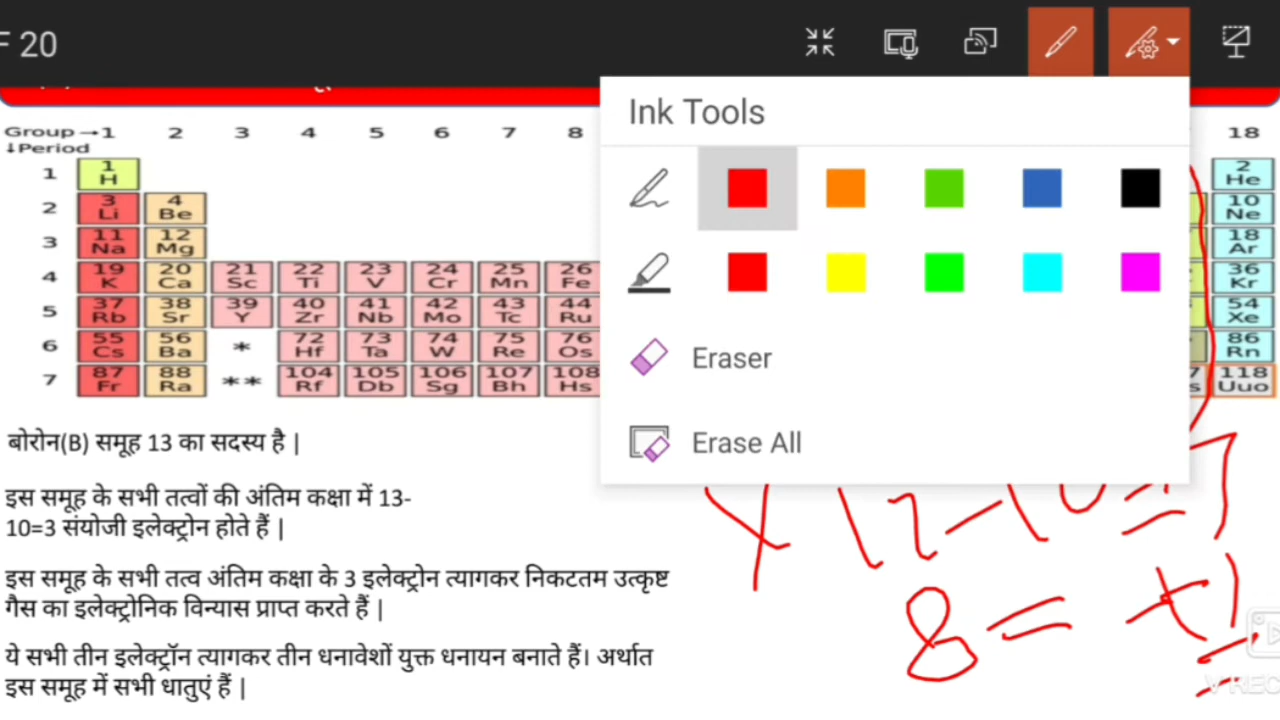 F 20
Ink Tools
Eraser
Erase All
Group →1 2 3 4 5 6 7 8 18
↓Period
1 1 H 2 He
2 3 Li 4 Be 10 Ne
3 11 Na 12 Mg 18 Ar
4 19 K 20 Ca 21 Sc 22 Ti 23 V 24 Cr 25 Mn 26 Fe 36 Kr
5 37 Rb 38 Sr 39 Y 40 Zr 41 Nb 42 Mo 43 Tc 44 Ru 54 Xe
6 55 Cs 56 Ba * 72 Hf 73 Ta 74 W 75 Re 76 Os 86 Rn
7 87 Fr 88 Ra ** 104 Rf 105 Db 106 Sg 107 Bh 108 Hs 118 Uuo
बोरोन(B) समूह 13 का सदस्य है |
इस समूह के सभी तत्वों की अंतिम कक्षा में 13-
10=3 संयोजी इलेक्ट्रोन होते हैं |
इस समूह के सभी तत्व अंतिम कक्षा के 3 इलेक्ट्रोन त्यागकर निकटतम उत्कृष्ट
गैस का इलेक्ट्रोनिक विन्यास प्राप्त करते हैं |
ये सभी तीन इलेक्ट्रॉन त्यागकर तीन धनावेशों युक्त धनायन बनाते हैं। अर्थात
इस समूह में सभी धातुएं हैं |
8 =
V REC